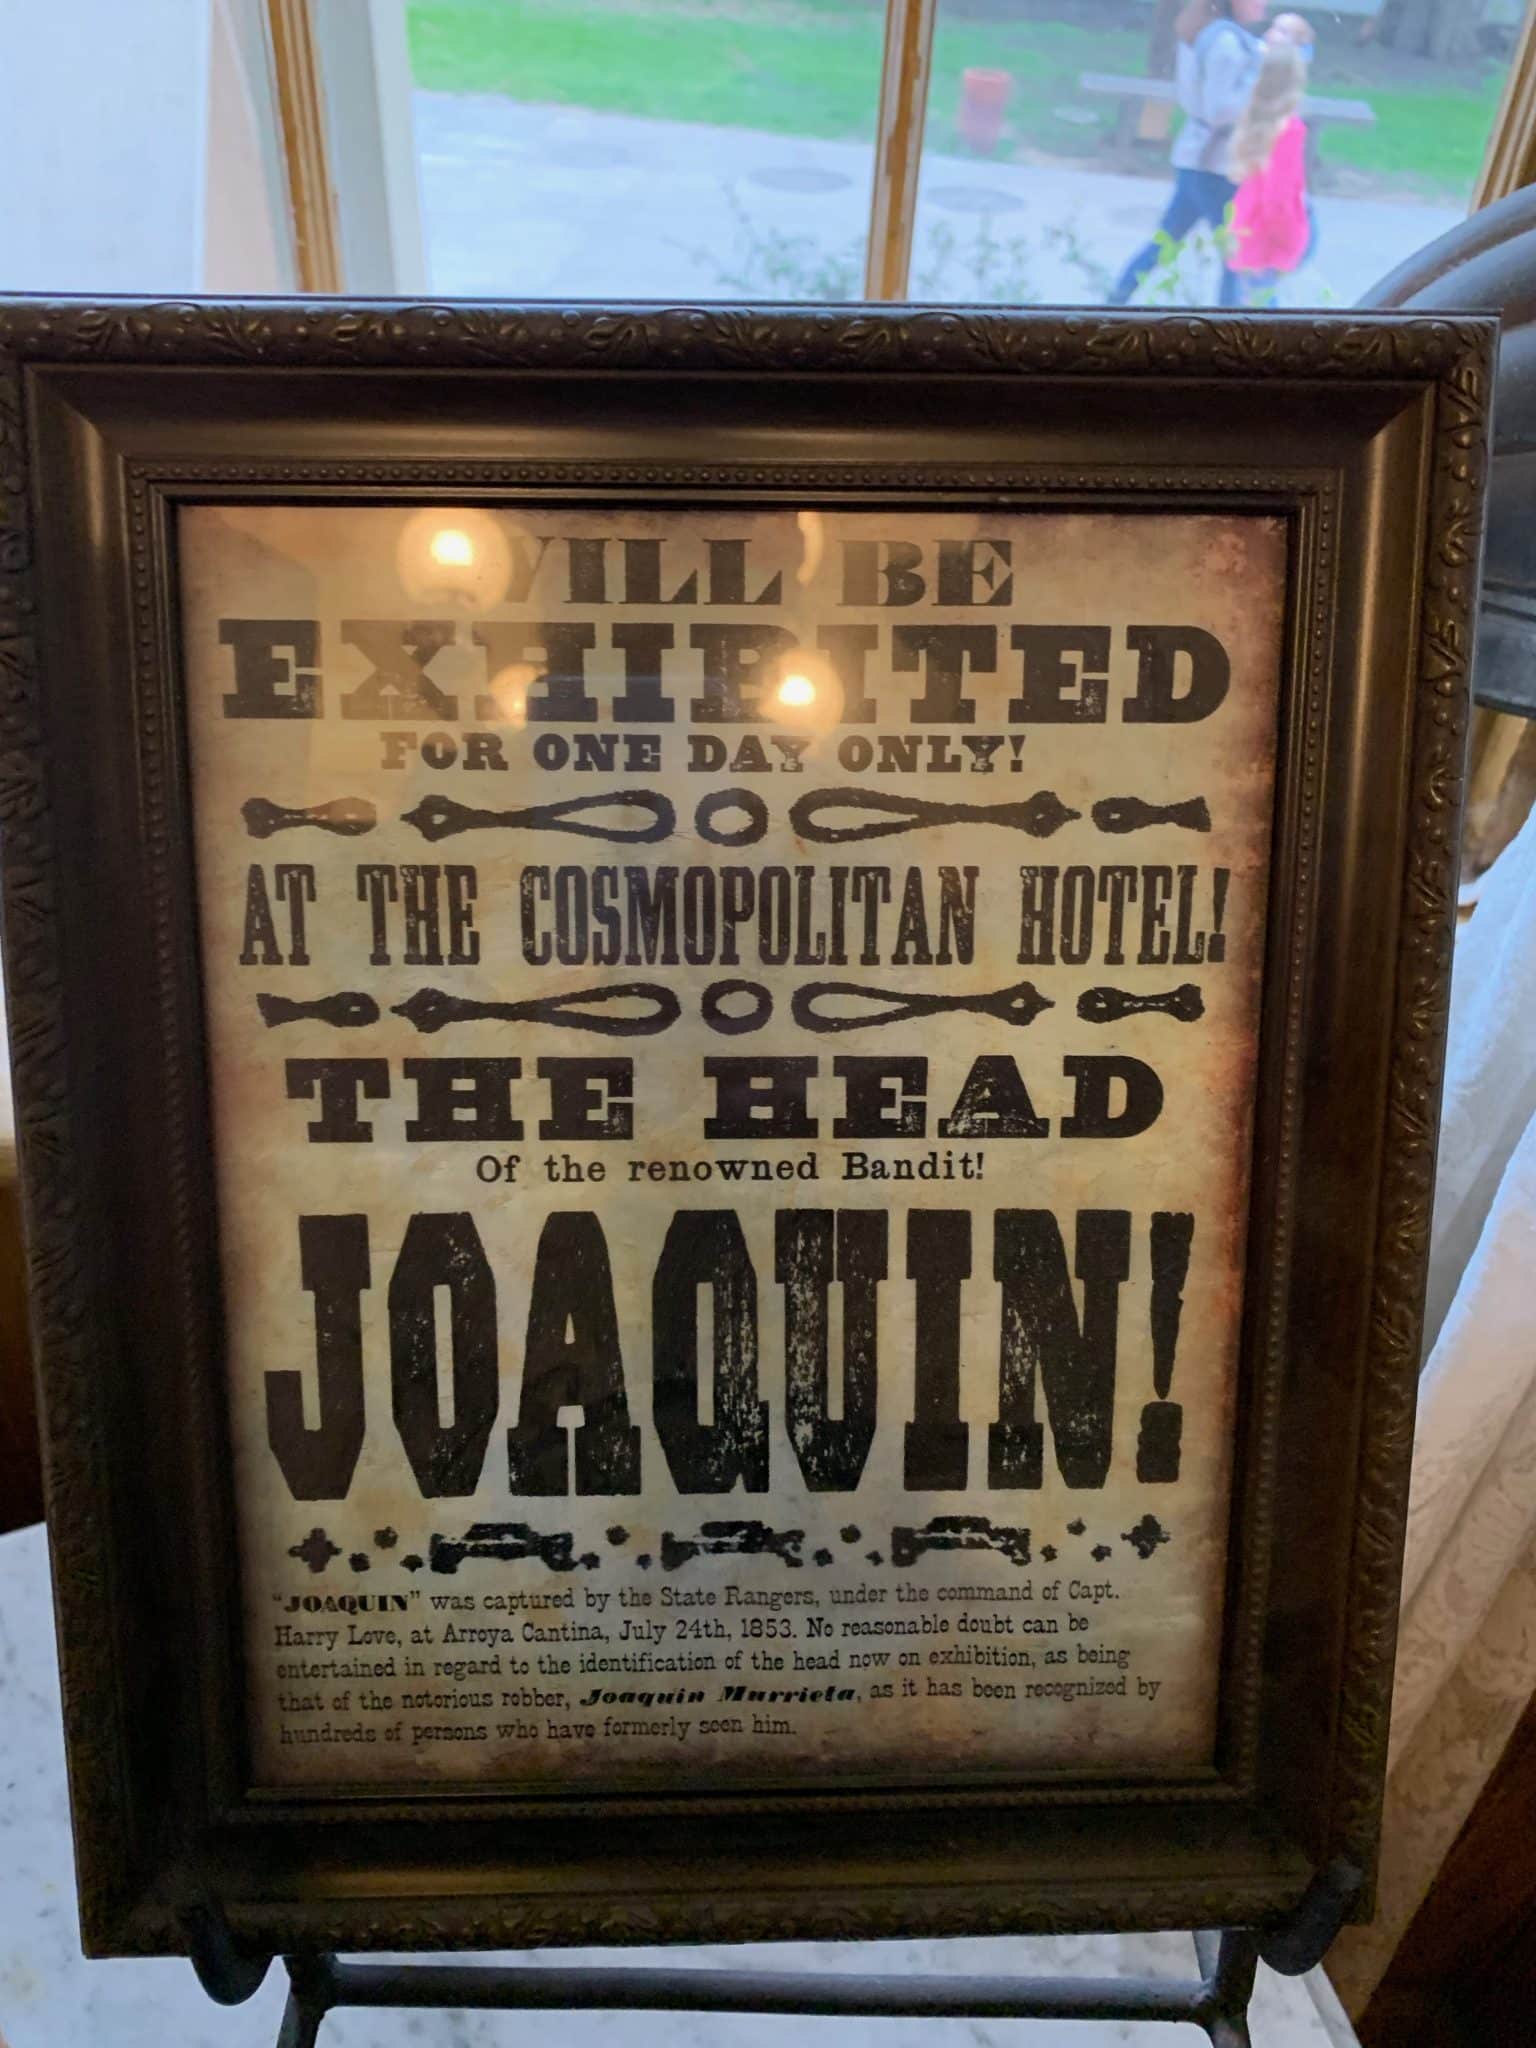 WILL BE
EXHIBITED
FOR ONE DAY ONLY!
AT THE COSMOPOLITAN HOTEL!
THE HEAD
Of the renowned Bandit!
JOAQUIN!
"JOAQUIN" was captured by the State Rangers, under the command of Capt.
Harry Love, at Arroya Cantina, July 24th, 1853. No reasonable doubt can be
entertained in regard to the identification of the head now on exhibition, as being
that of the notorious robber, Joaquin Murrieta, as it has been recognized by
hundreds of persons who have formerly seen him.